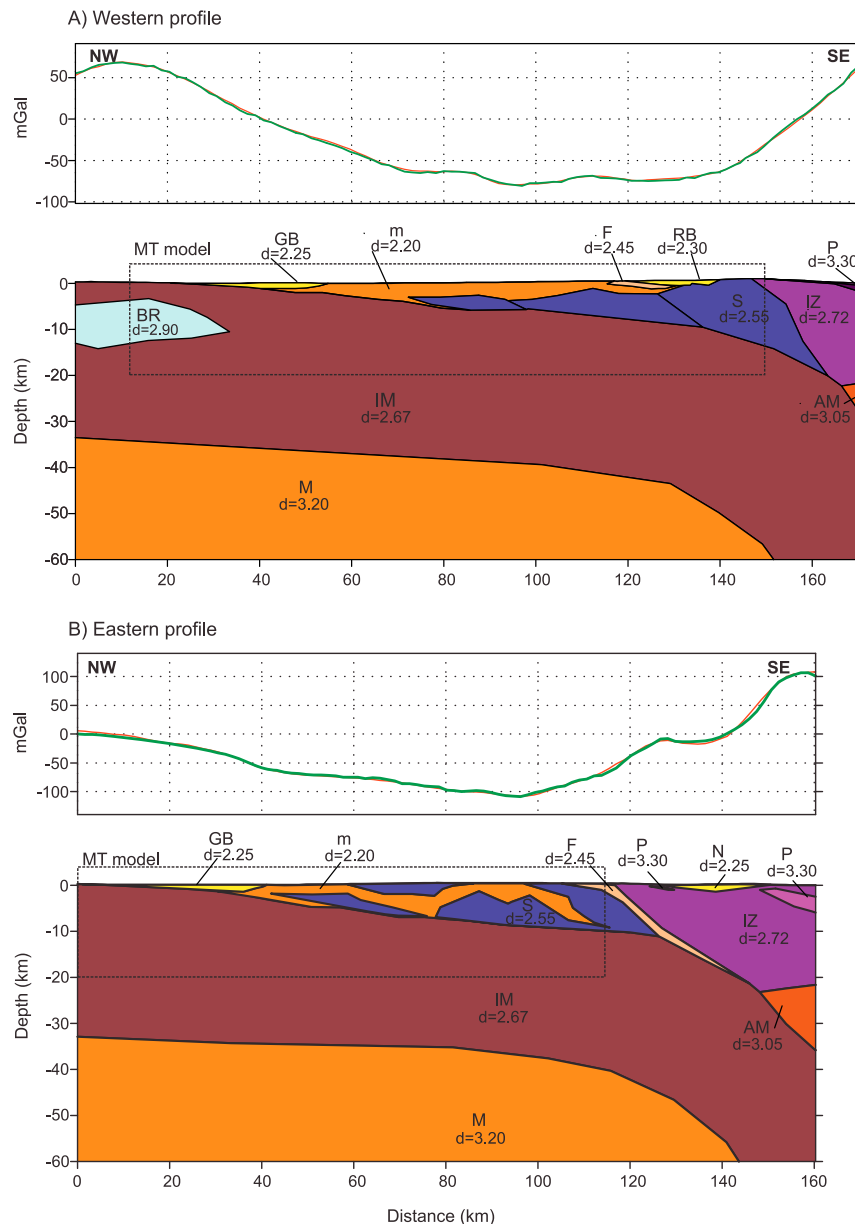 A) Western profile
NW
SE
50
0
-50
-100
mGal
MT model
GB
d=2.25
m
d=2.20
F
d=2.45
RB
d=2.30
P
d=3.30
0
-10
-20
-30
-40
-50
-60
Depth (km)
BR
d=2.90
S
d=2.55
IZ
d=2.72
IM
d=2.67
AM
d=3.05
M
d=3.20
0
20
40
60
80
100
120
140
160
B) Eastern profile
NW
SE
100
50
0
-50
-100
mGal
MT model
GB
d=2.25
m
d=2.20
F
d=2.45
P
d=3.30
N
d=2.25
P
d=3.30
0
-10
-20
-30
-40
-50
-60
Depth (km)
S
d=2.55
IZ
d=2.72
IM
d=2.67
AM
d=3.05
M
d=3.20
0
20
40
60
80
100
120
140
160
Distance (km)